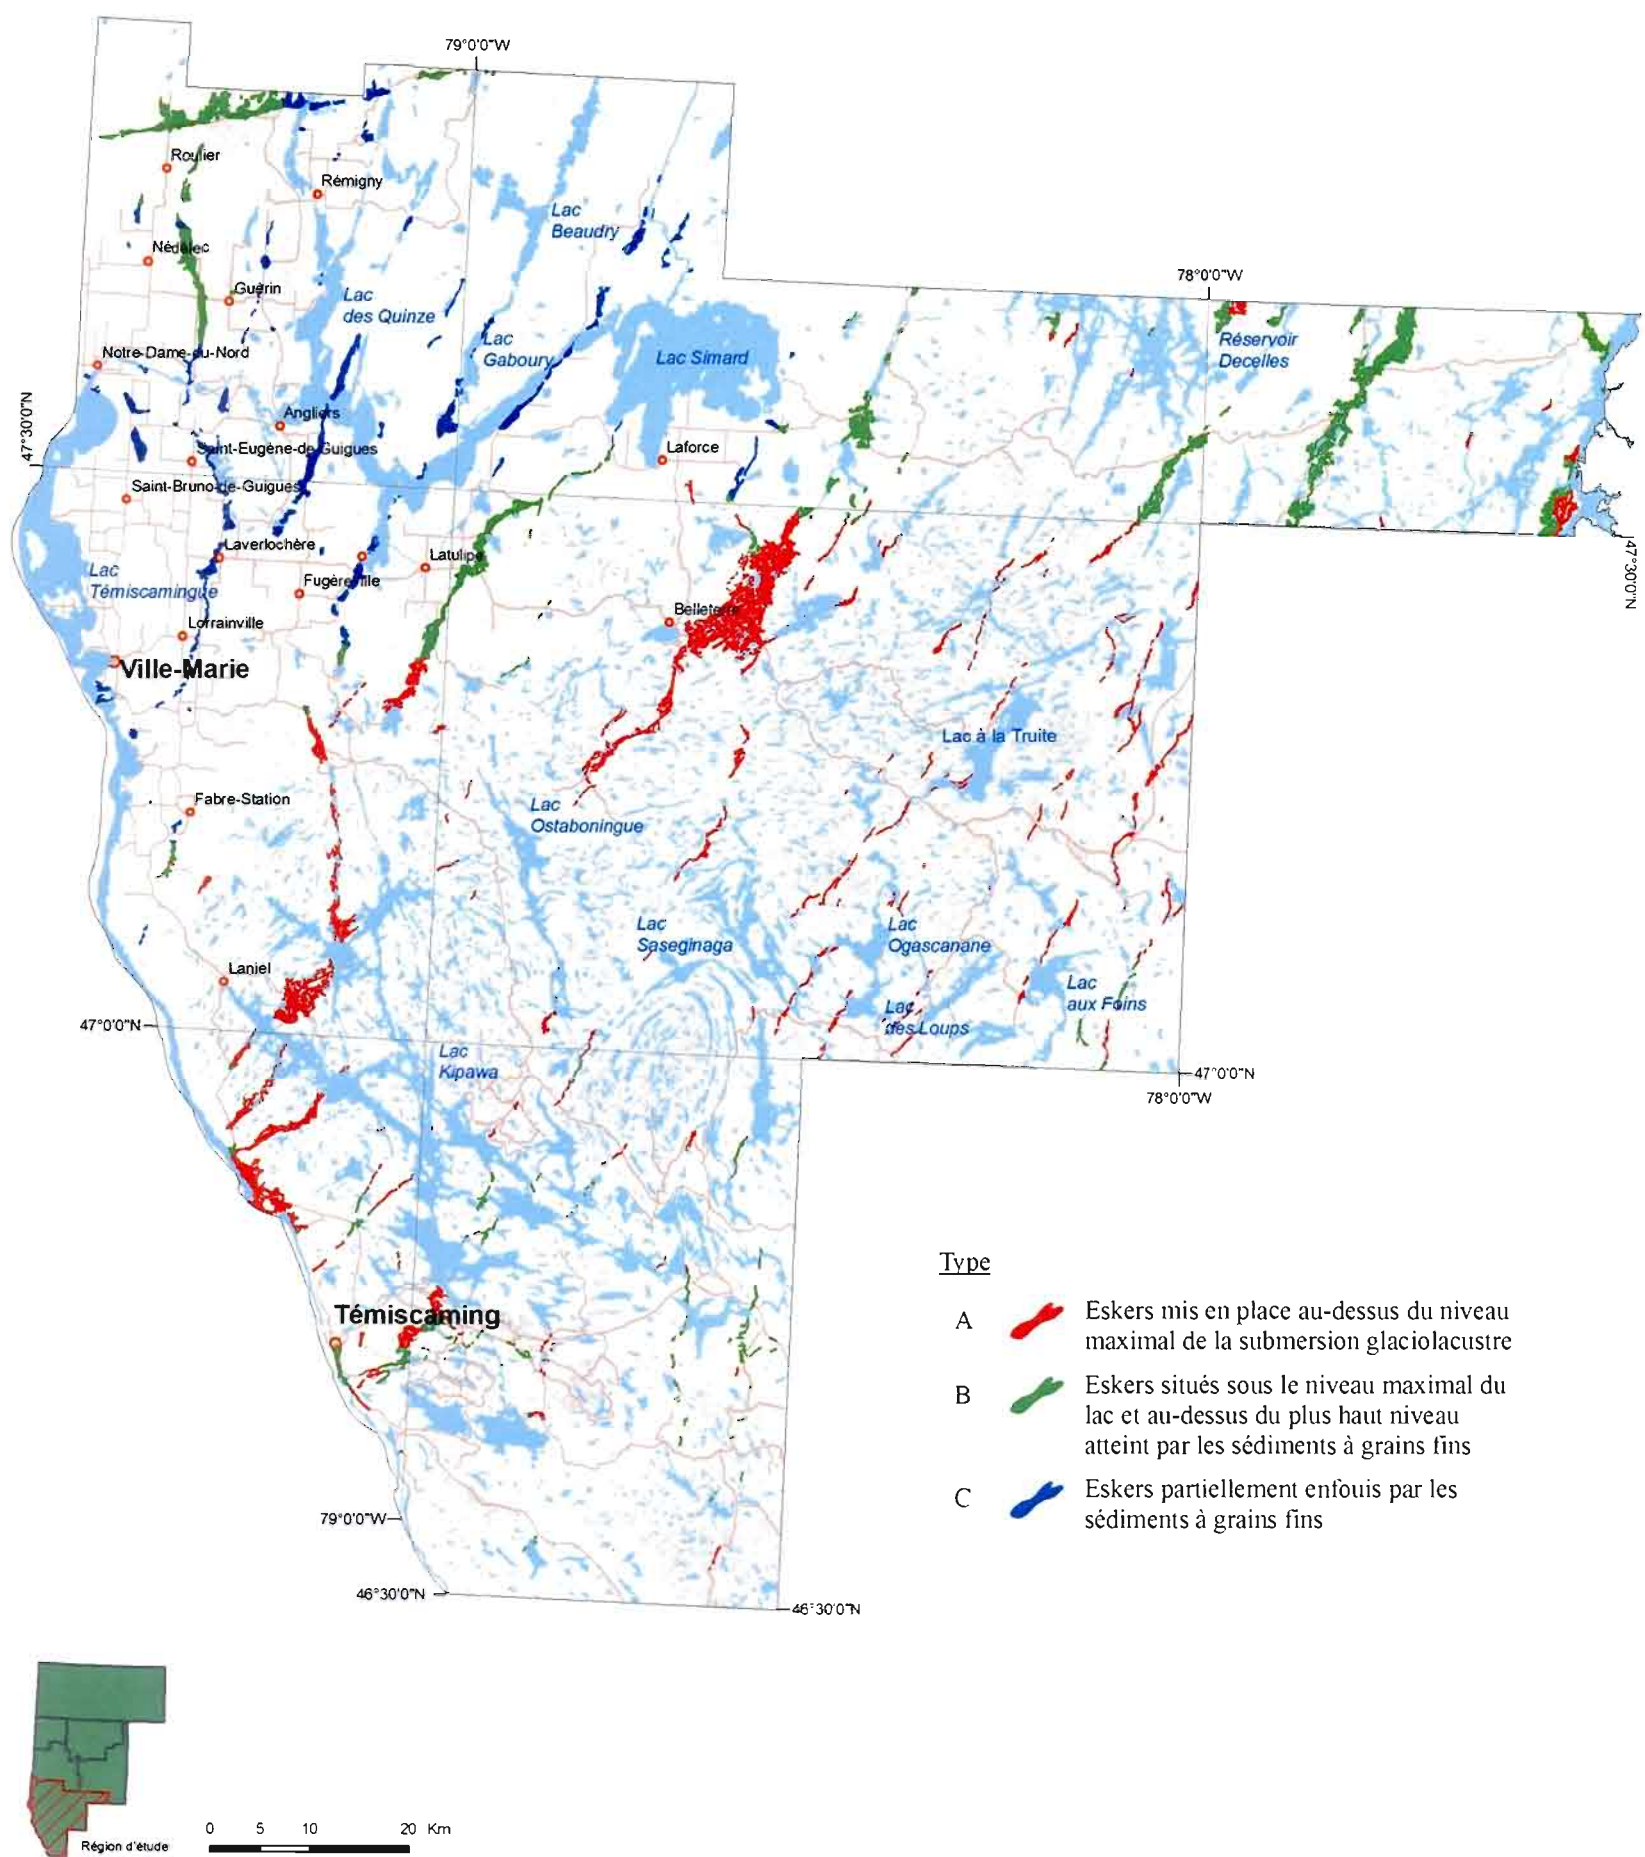 79°0'0"W
Roulier
Rémigny
Lac
Beaudry
Nédelec
Guérin
Lac
des Quinze
78°0'0"W
Réservoir
Decelles
Notre-Dame-du-Nord
Lac
Gaboury
Lac Simard
47°30'0"N
Angliers
Saint-Eugène-de-Guigues
Laforce
Saint-Bruno-de-Guigues
Laverlochère
Latulipe
47°30'0"N
Lac
Témiscamingue
Fugèreville
Belleterre
Lorrainville
Ville-Marie
Lac à la Truite
Fabre-Station
Lac
Ostaboningue
Lac
Saseginaga
Lac
Ogascanane
Laniel
Lac
aux Foins
Lac
des Loups
47°0'0"N
Lac
Kipawa
47°0'0"N
78°0'0"W
Type
A
Eskers mis en place au-dessus du niveau
maximal de la submersion glaciolacustre
Témiscaming
B
Eskers situés sous le niveau maximal du
lac et au-dessus du plus haut niveau
atteint par les sédiments à grains fins
C
Eskers partiellement enfouis par les
sédiments à grains fins
79°0'0"W
46°30'0"N
46°30'0"N
Région d'étude
0 5 10 20 Km